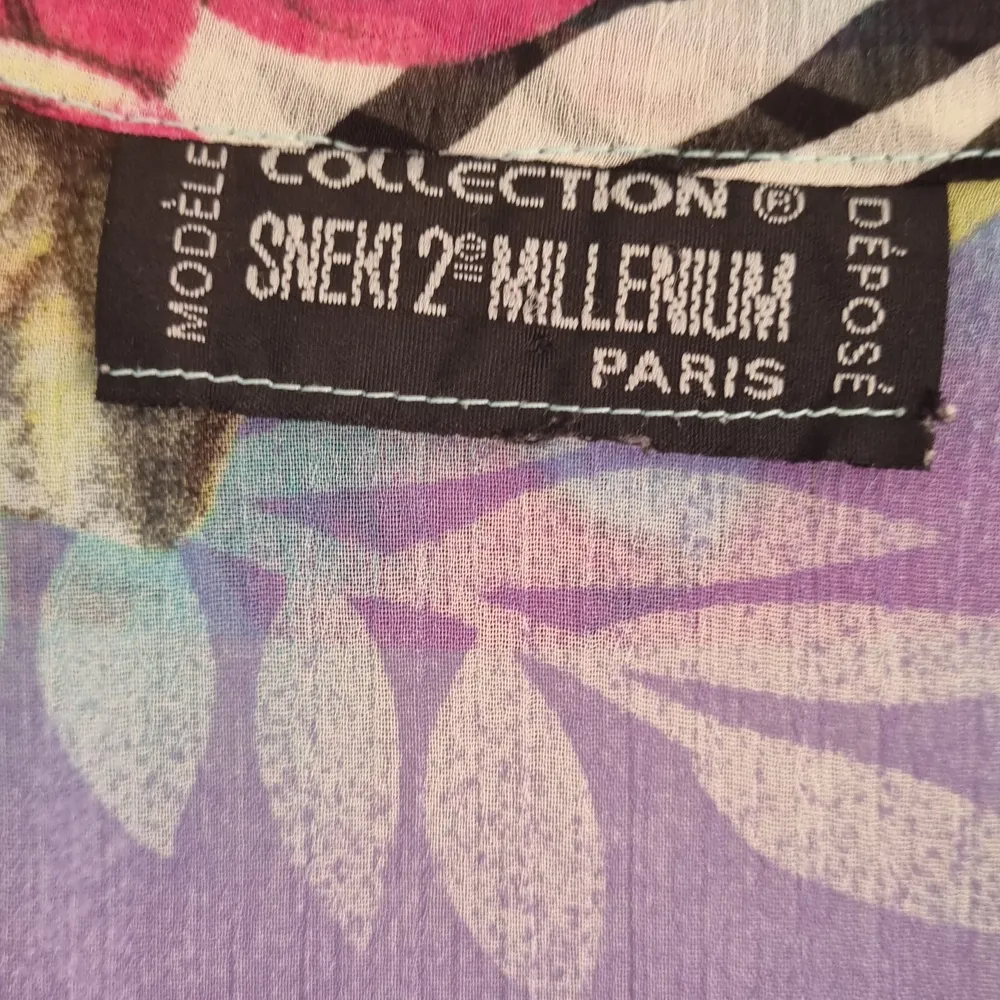 COLLECTION ®
SNEKI 2e MILLENIUM
PARIS
MODÈLE
DÉPOSÉ